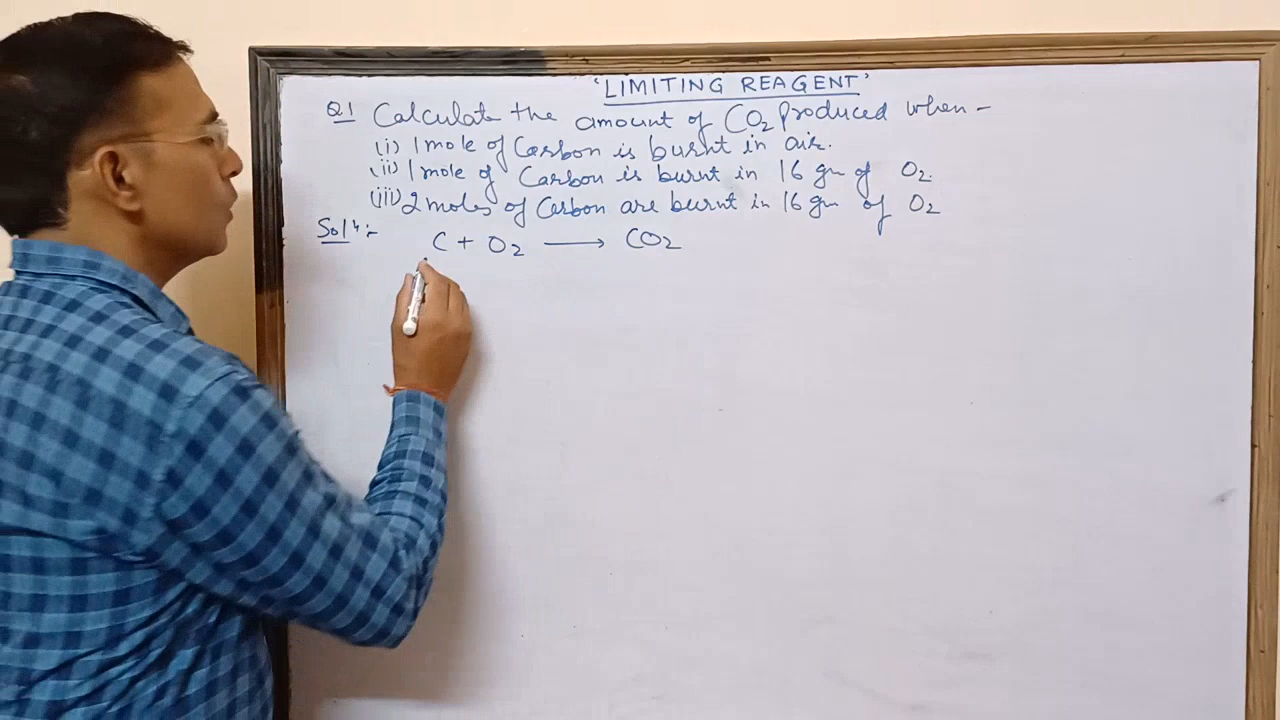 'LIMITING REAGENT'
Q.1 Calculate the amount of CO2 produced when –
(i) 1 mole of Carbon is burnt in air.
(ii) 1 mole of Carbon is burnt in 16 gm of O2.
(iii) 2 moles of Carbon are burnt in 16 gm of O2
Solⁿ:- C + O2 ⟶ CO2